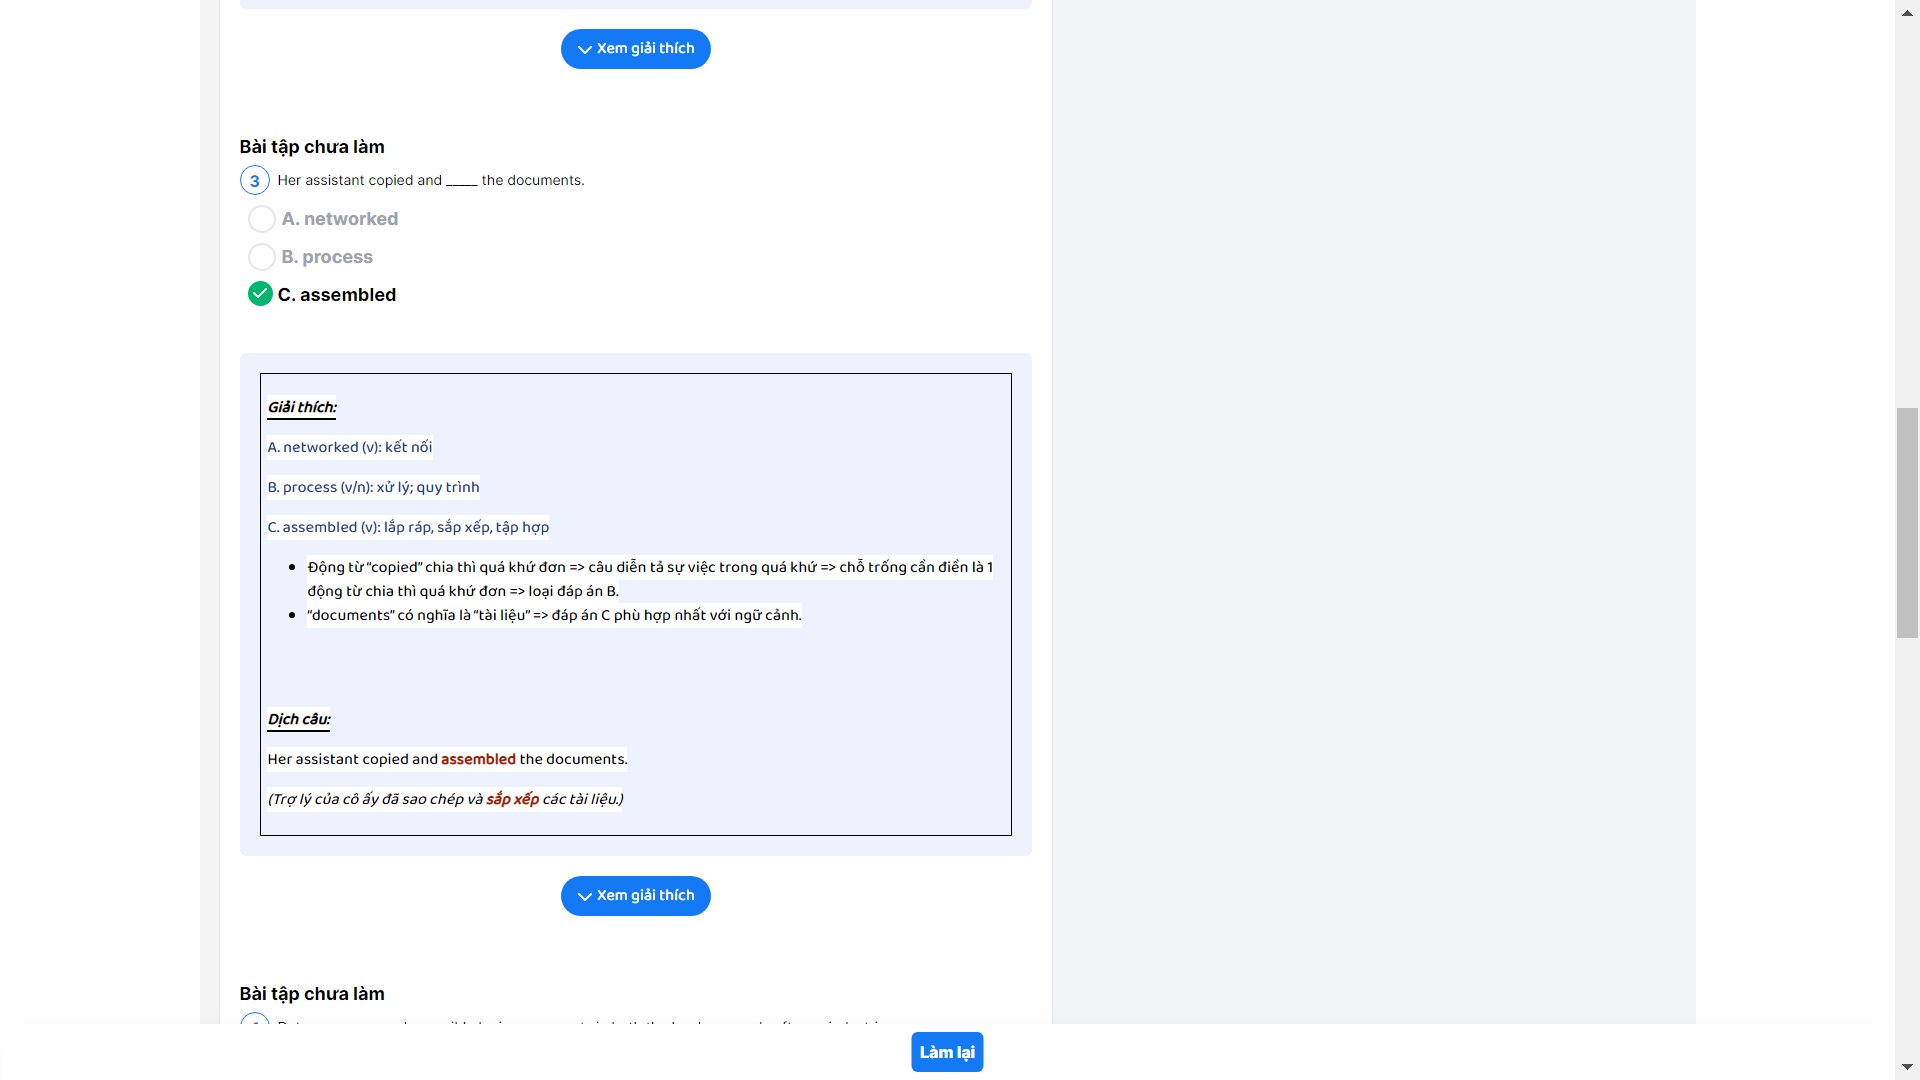 Xem giải thích
Bài tập chưa làm
3 Her assistant copied and _____ the documents.
A. networked
B. process
C. assembled
Giải thích:
A. networked (v): kết nối
B. process (v/n): xử lý; quy trình
C. assembled (v): lắp ráp, sắp xếp, tập hợp
• Động từ “copied” chia thì quá khứ đơn => câu diễn tả sự việc trong quá khứ => chỗ trống cần điền là 1
động từ chia thì quá khứ đơn => loại đáp án B.
• “documents” có nghĩa là “tài liệu” => đáp án C phù hợp nhất với ngữ cảnh.
Dịch câu:
Her assistant copied and assembled the documents.
(Trợ lý của cô ấy đã sao chép và sắp xếp các tài liệu.)
Xem giải thích
Bài tập chưa làm
Làm lại